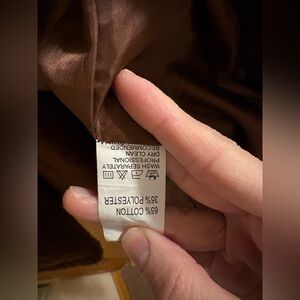 65% COTTON
35% POLYESTER
WASH SEPARATELY
PROFESSIONAL
DRY CLEAN
RECOMMENDED